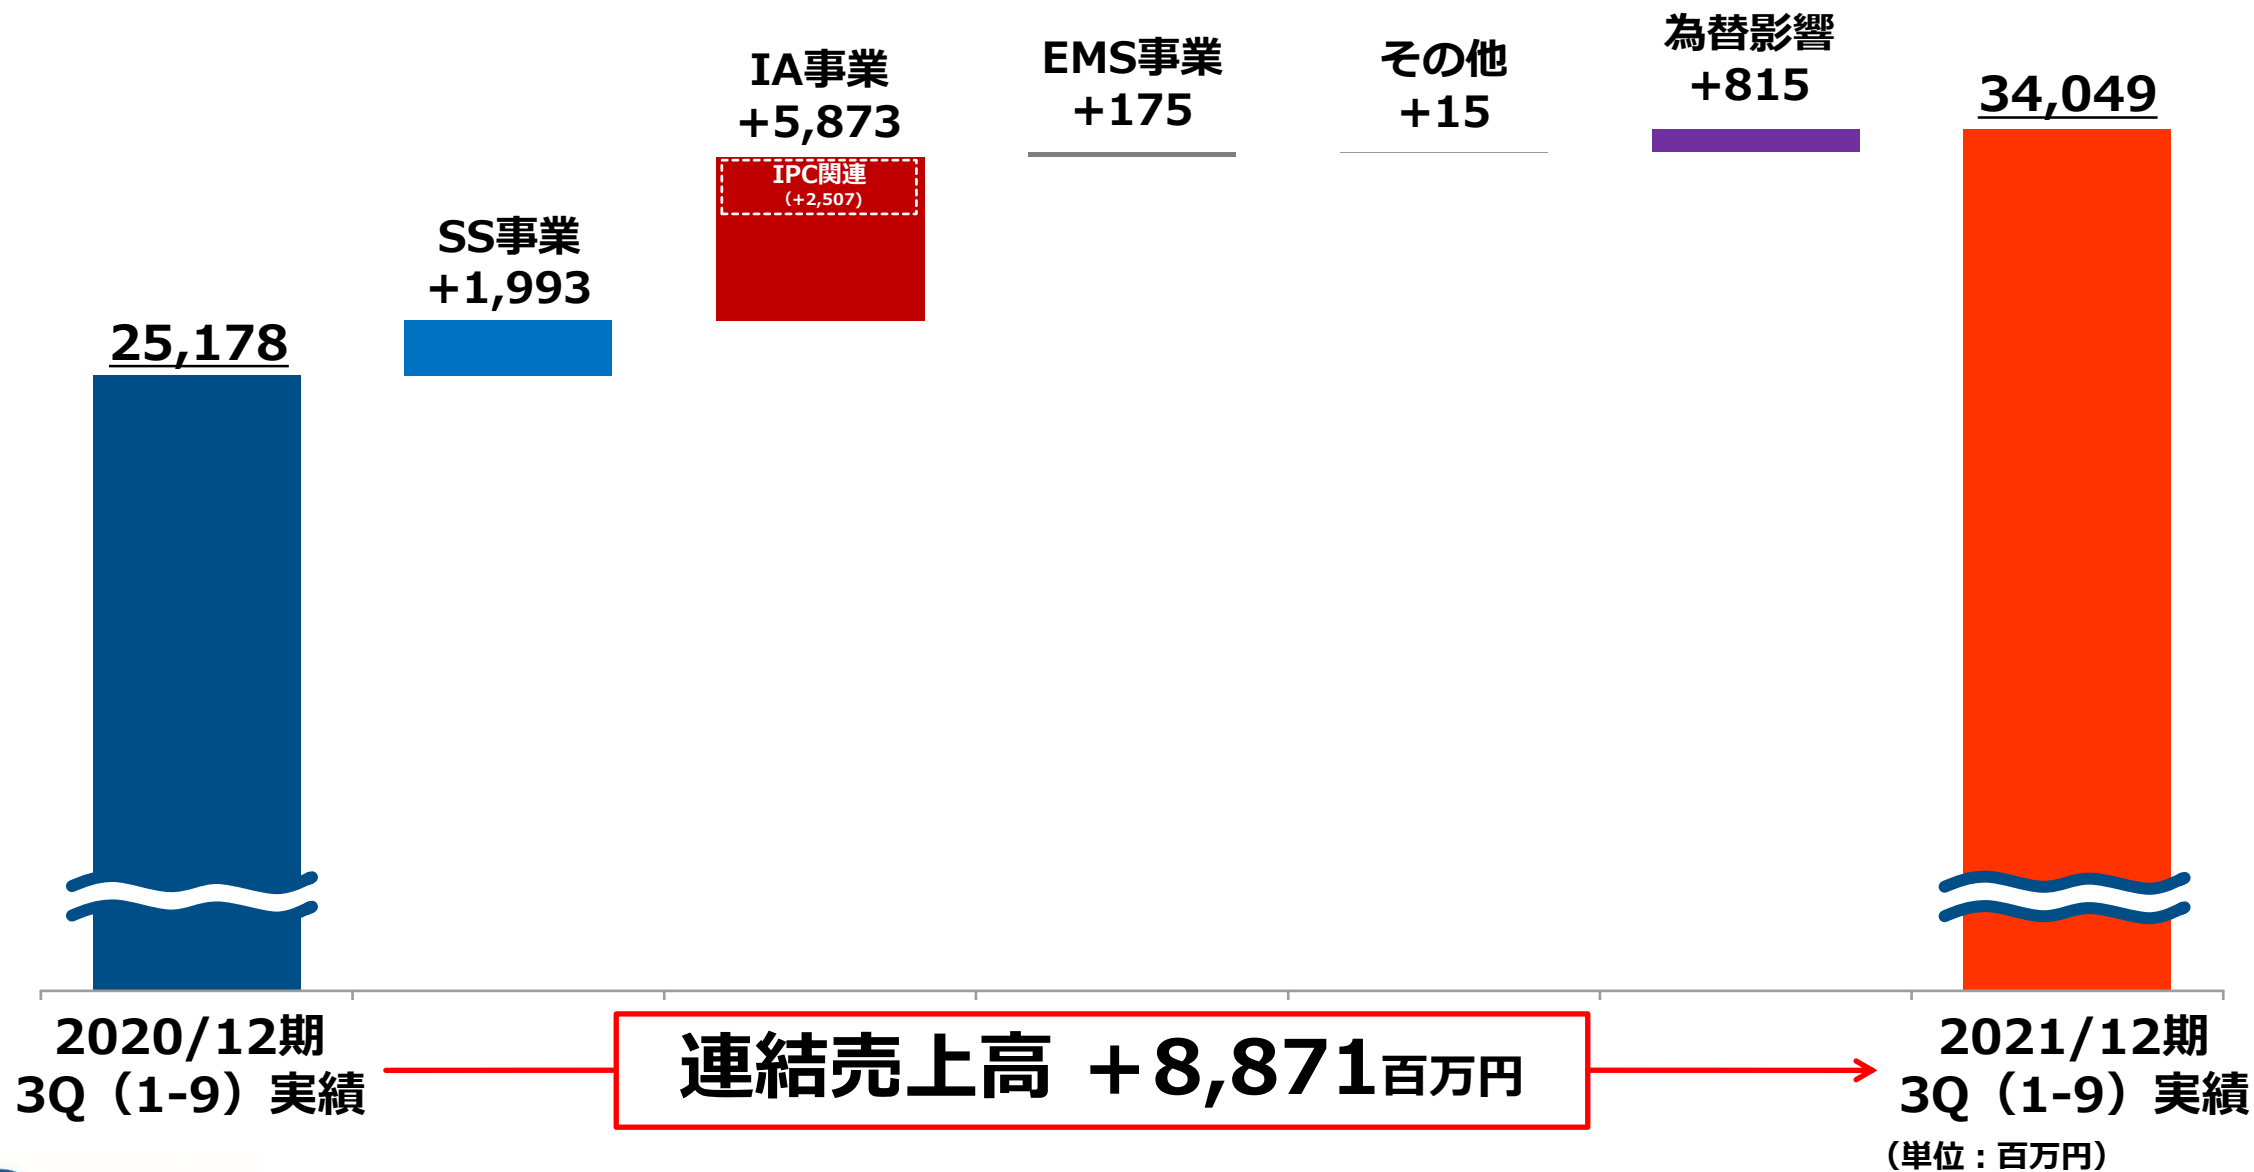 25,178
SS事業
+1,993
IA事業
+5,873
IPC関連
(+2,507)
EMS事業
+175
その他
+15
為替影響
+815
34,049
2020/12期
3Q（1-9）実績
連結売上高 +8,871百万円
2021/12期
3Q（1-9）実績
（単位：百万円）